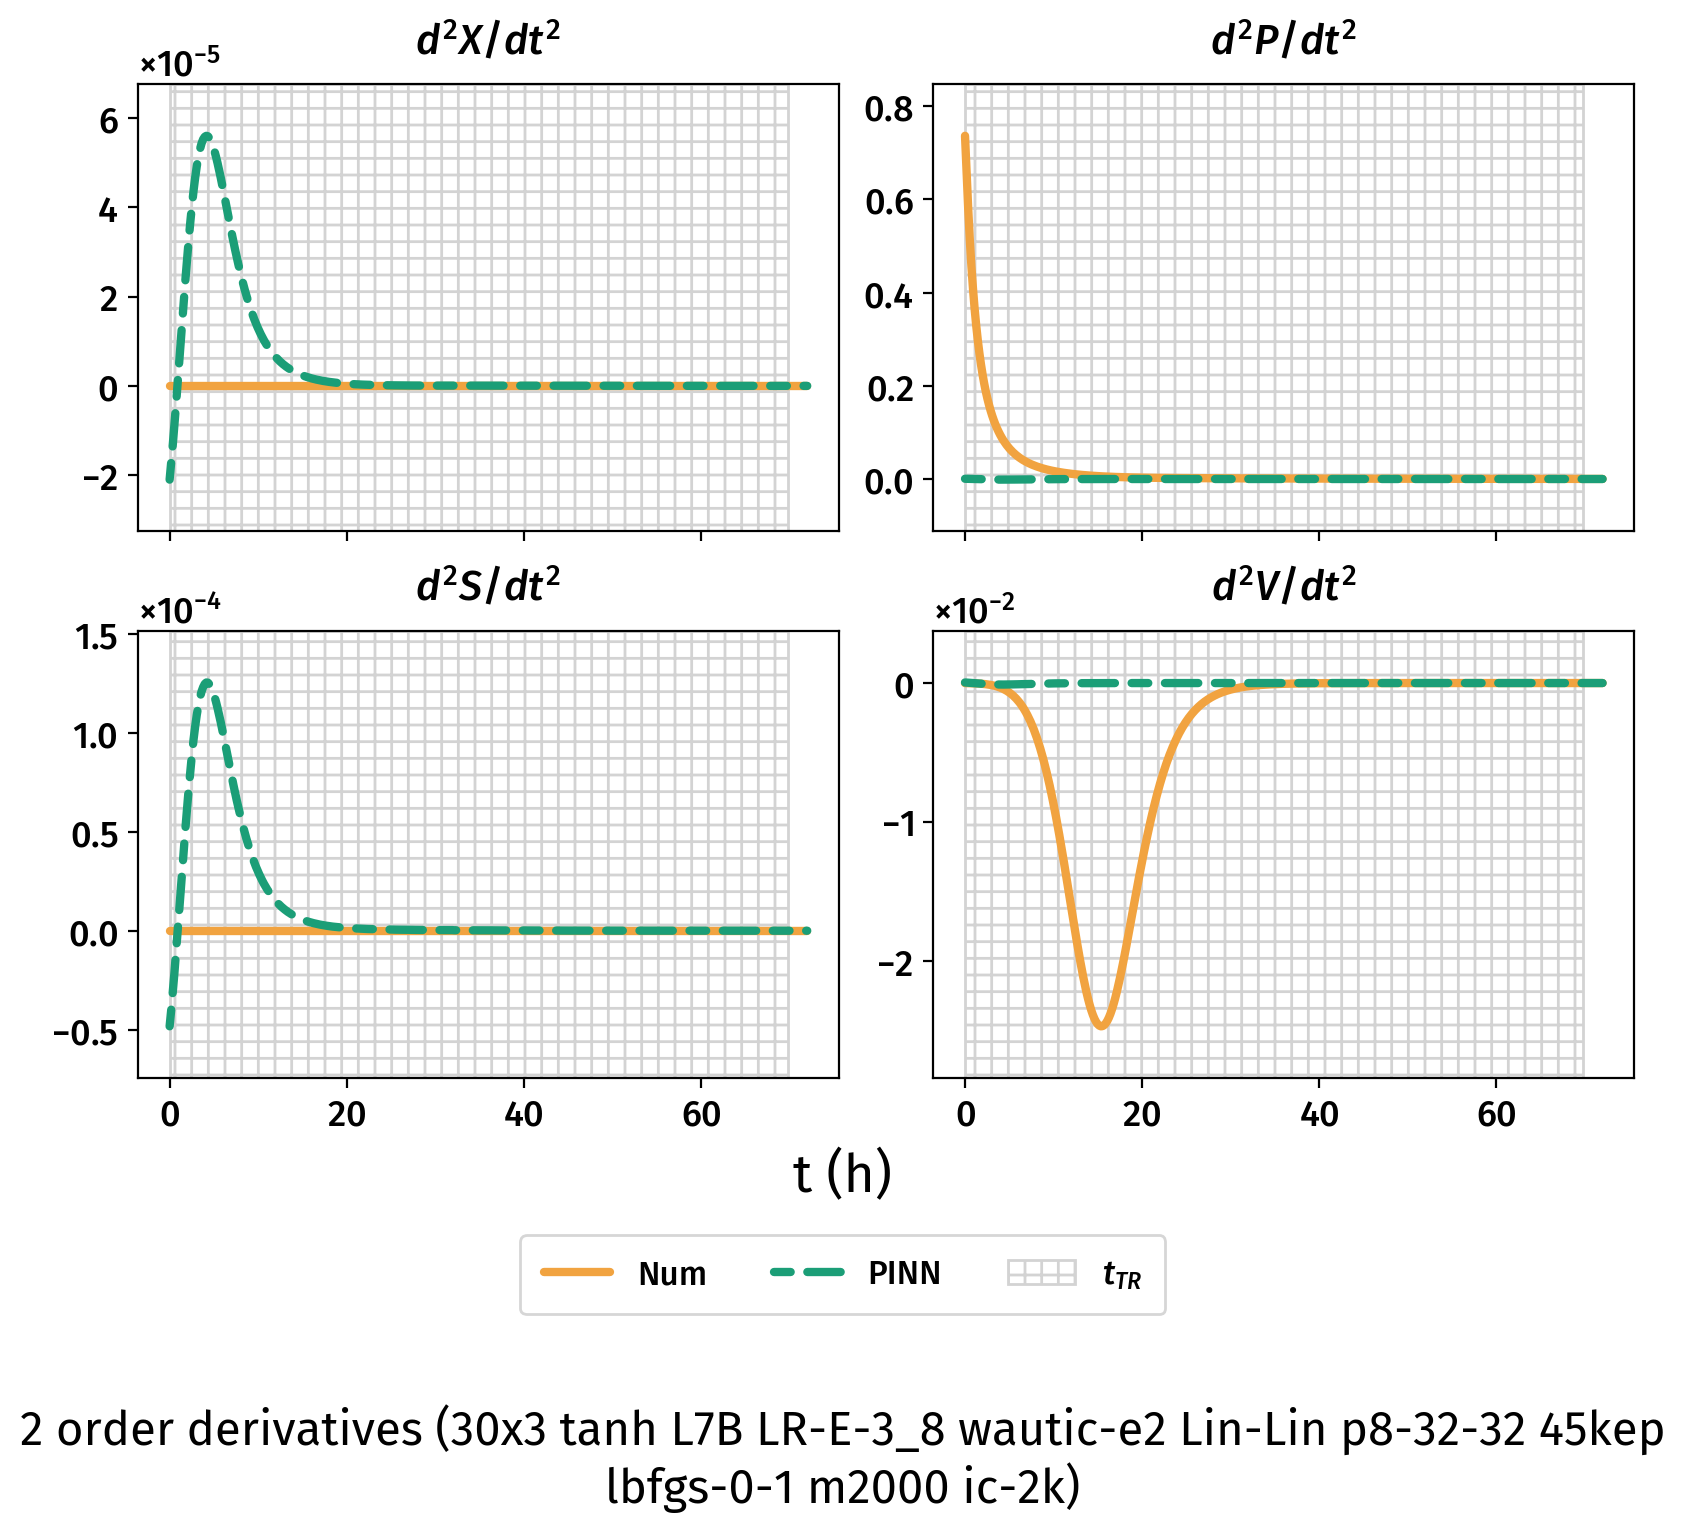 d²X/dt²
×10⁻⁵
6
4
2
0
−2
d²P/dt²
0.8
0.6
0.4
0.2
0.0
d²S/dt²
×10⁻⁴
1.5
1.0
0.5
0.0
−0.5
0 20 40 60
d²V/dt²
×10⁻²
0
−1
−2
0 20 40 60
t (h)
Num PINN t_TR
2 order derivatives (30x3 tanh L7B LR-E-3_8 wautic-e2 Lin-Lin p8-32-32 45kep
lbfgs-0-1 m2000 ic-2k)